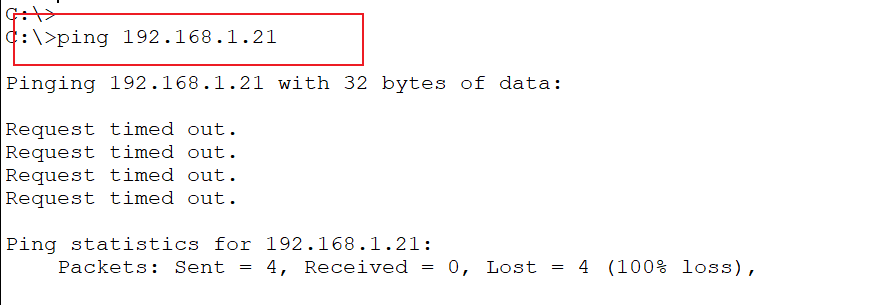 C:\>
C:\>ping 192.168.1.21
Pinging 192.168.1.21 with 32 bytes of data:
Request timed out.
Request timed out.
Request timed out.
Request timed out.
Ping statistics for 192.168.1.21:
Packets: Sent = 4, Received = 0, Lost = 4 (100% loss),